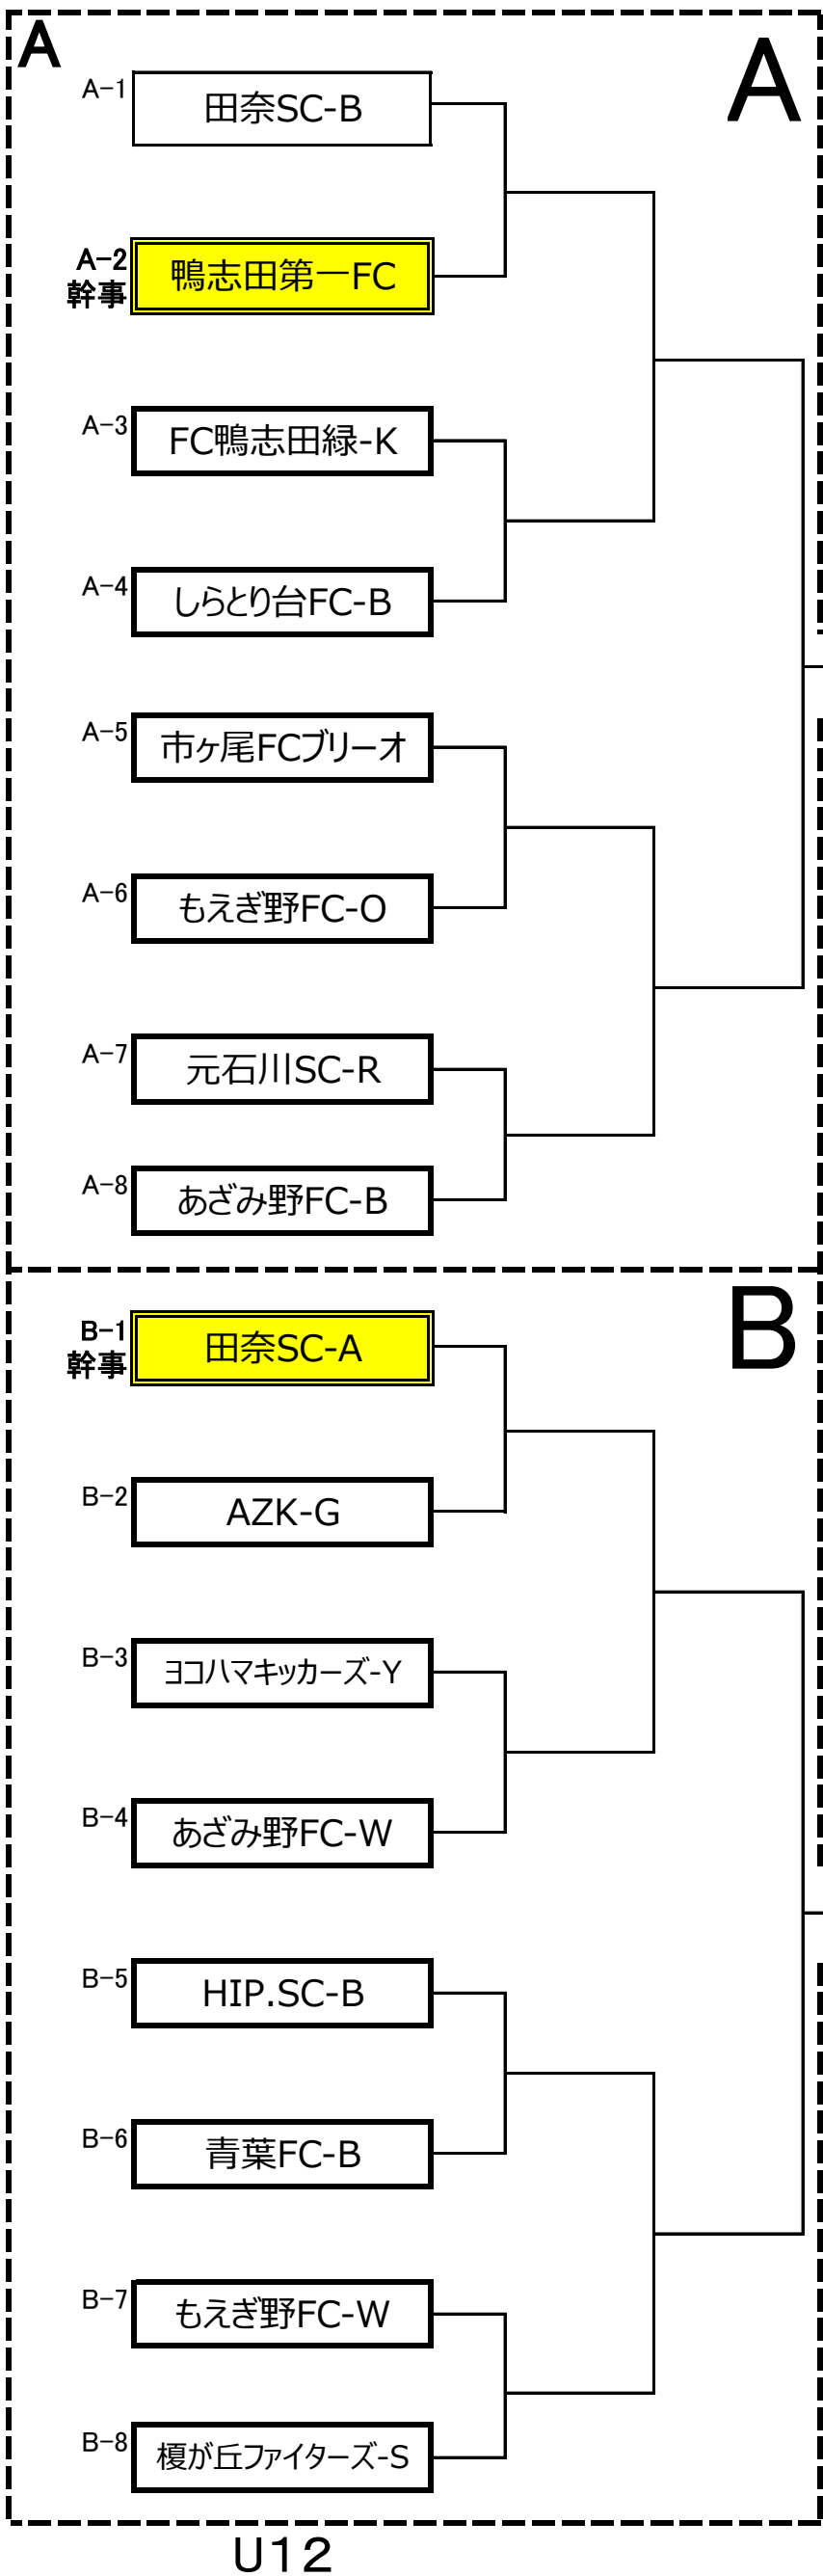 A
A
A-1
田奈SC-B
A-2
幹事
鴨志田第一FC
A-3
FC鴨志田緑-K
A-4
しらとり台FC-B
A-5
市ヶ尾FCブリーオ
A-6
もえぎ野FC-O
A-7
元石川SC-R
A-8
あざみ野FC-B
B
B-1
幹事
田奈SC-A
B-2
AZK-G
B-3
ヨコハマキッカーズ-Y
B-4
あざみ野FC-W
B-5
HIP.SC-B
B-6
青葉FC-B
B-7
もえぎ野FC-W
B-8
榎が丘ファイターズ-S
U12